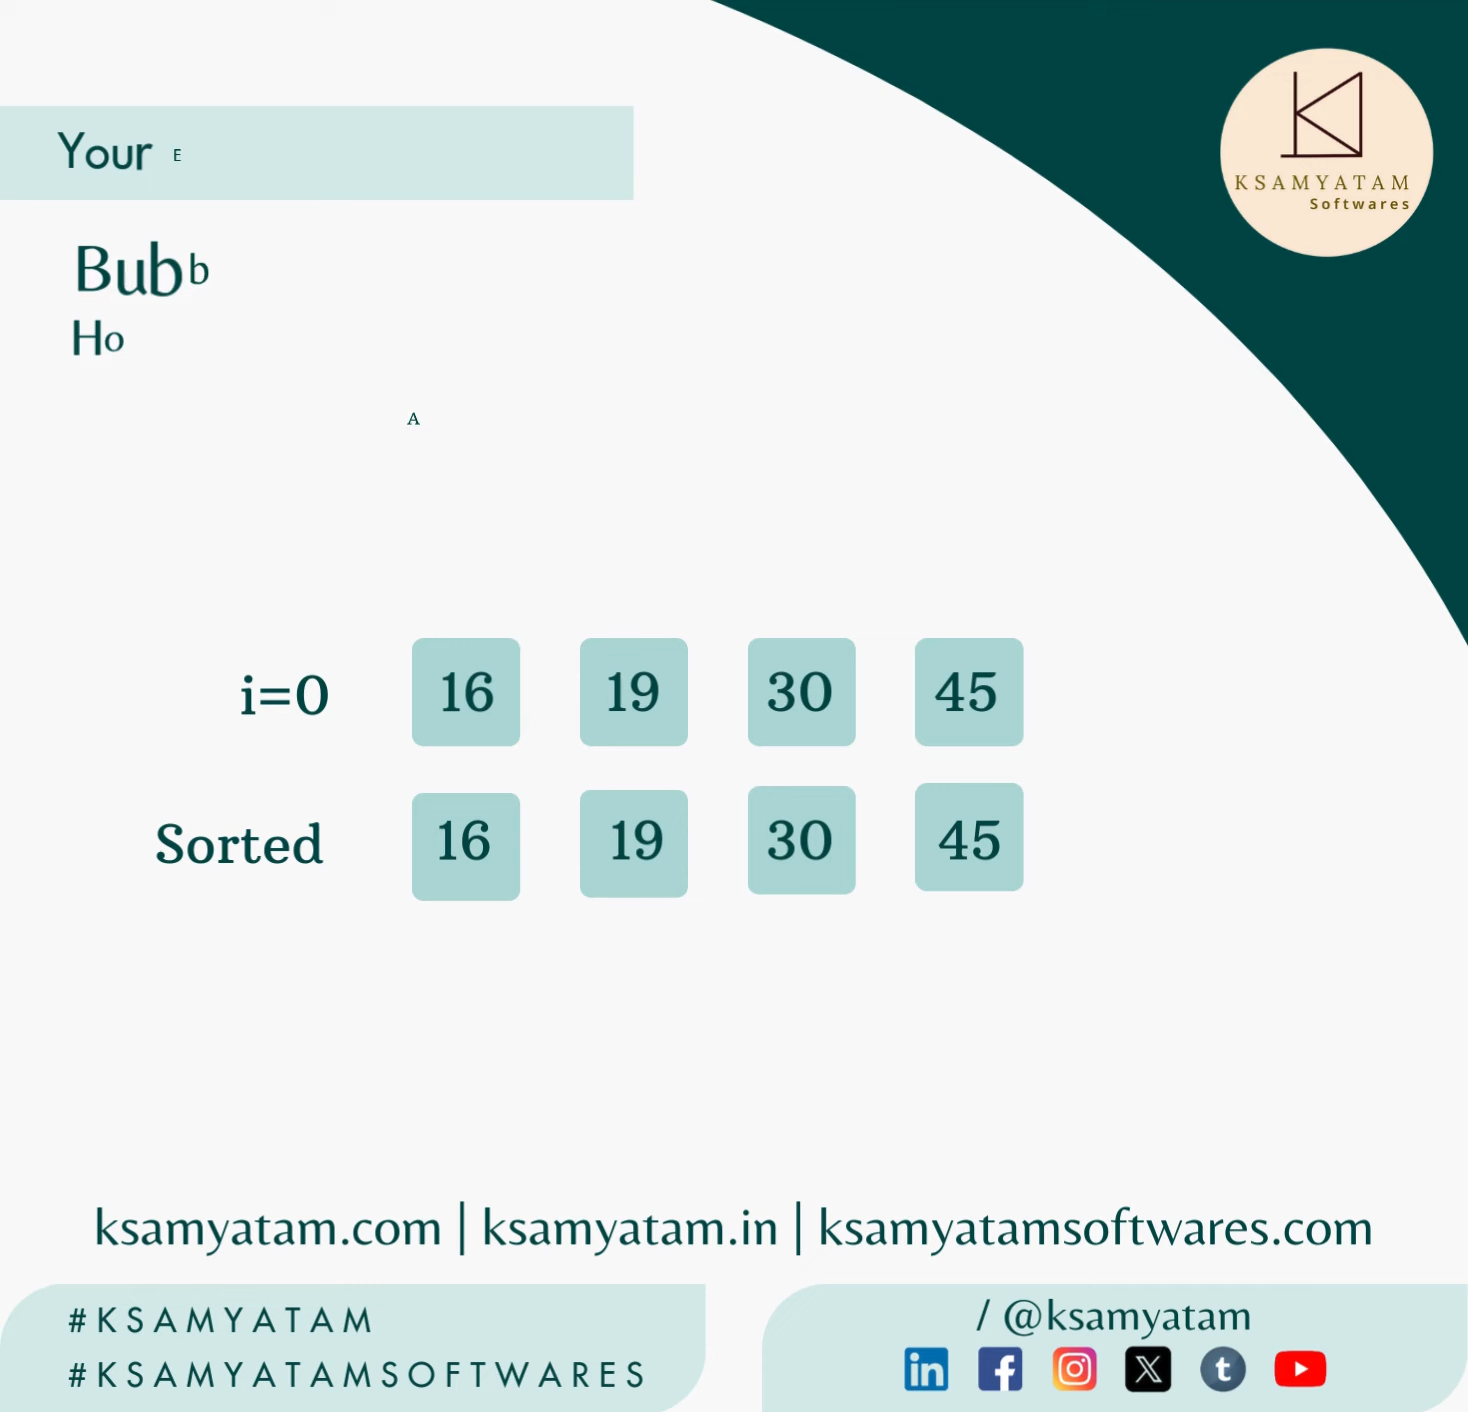 KSAMYATAM
Softwares
Your E
Bubb
Ho
A
i=0 16 19 30 45
Sorted 16 19 30 45
ksamyatam.com | ksamyatam.in | ksamyatamsoftwares.com
#KSAMYATAM
#KSAMYATAMSOFTWARES
/ @ksamyatam